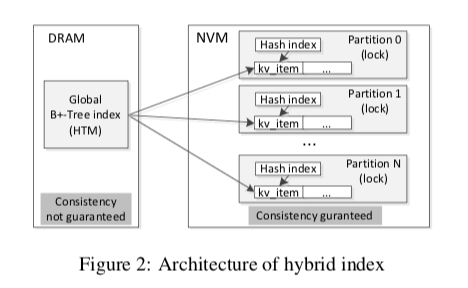 DRAM
Global
B+-Tree index
(HTM)
Consistency
not guaranteed
NVM
Hash index
Partition 0
(lock)
kv_item
...
Hash index
Partition 1
(lock)
kv_item
...
...
Hash index
Partition N
(lock)
kv_item
...
Consistency guranteed
Figure 2: Architecture of hybrid index